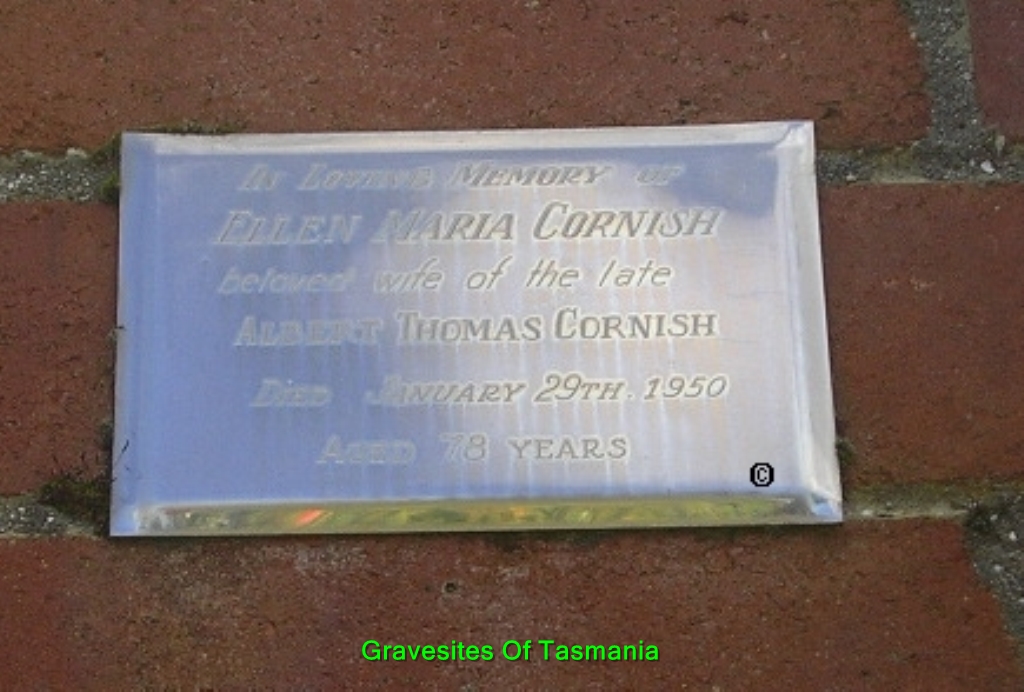 In Loving Memory of
Ellen Maria Cornish
beloved wife of the late
Albert Thomas Cornish
Died January 29th. 1950
Aged 78 years
©
Gravesites Of Tasmania